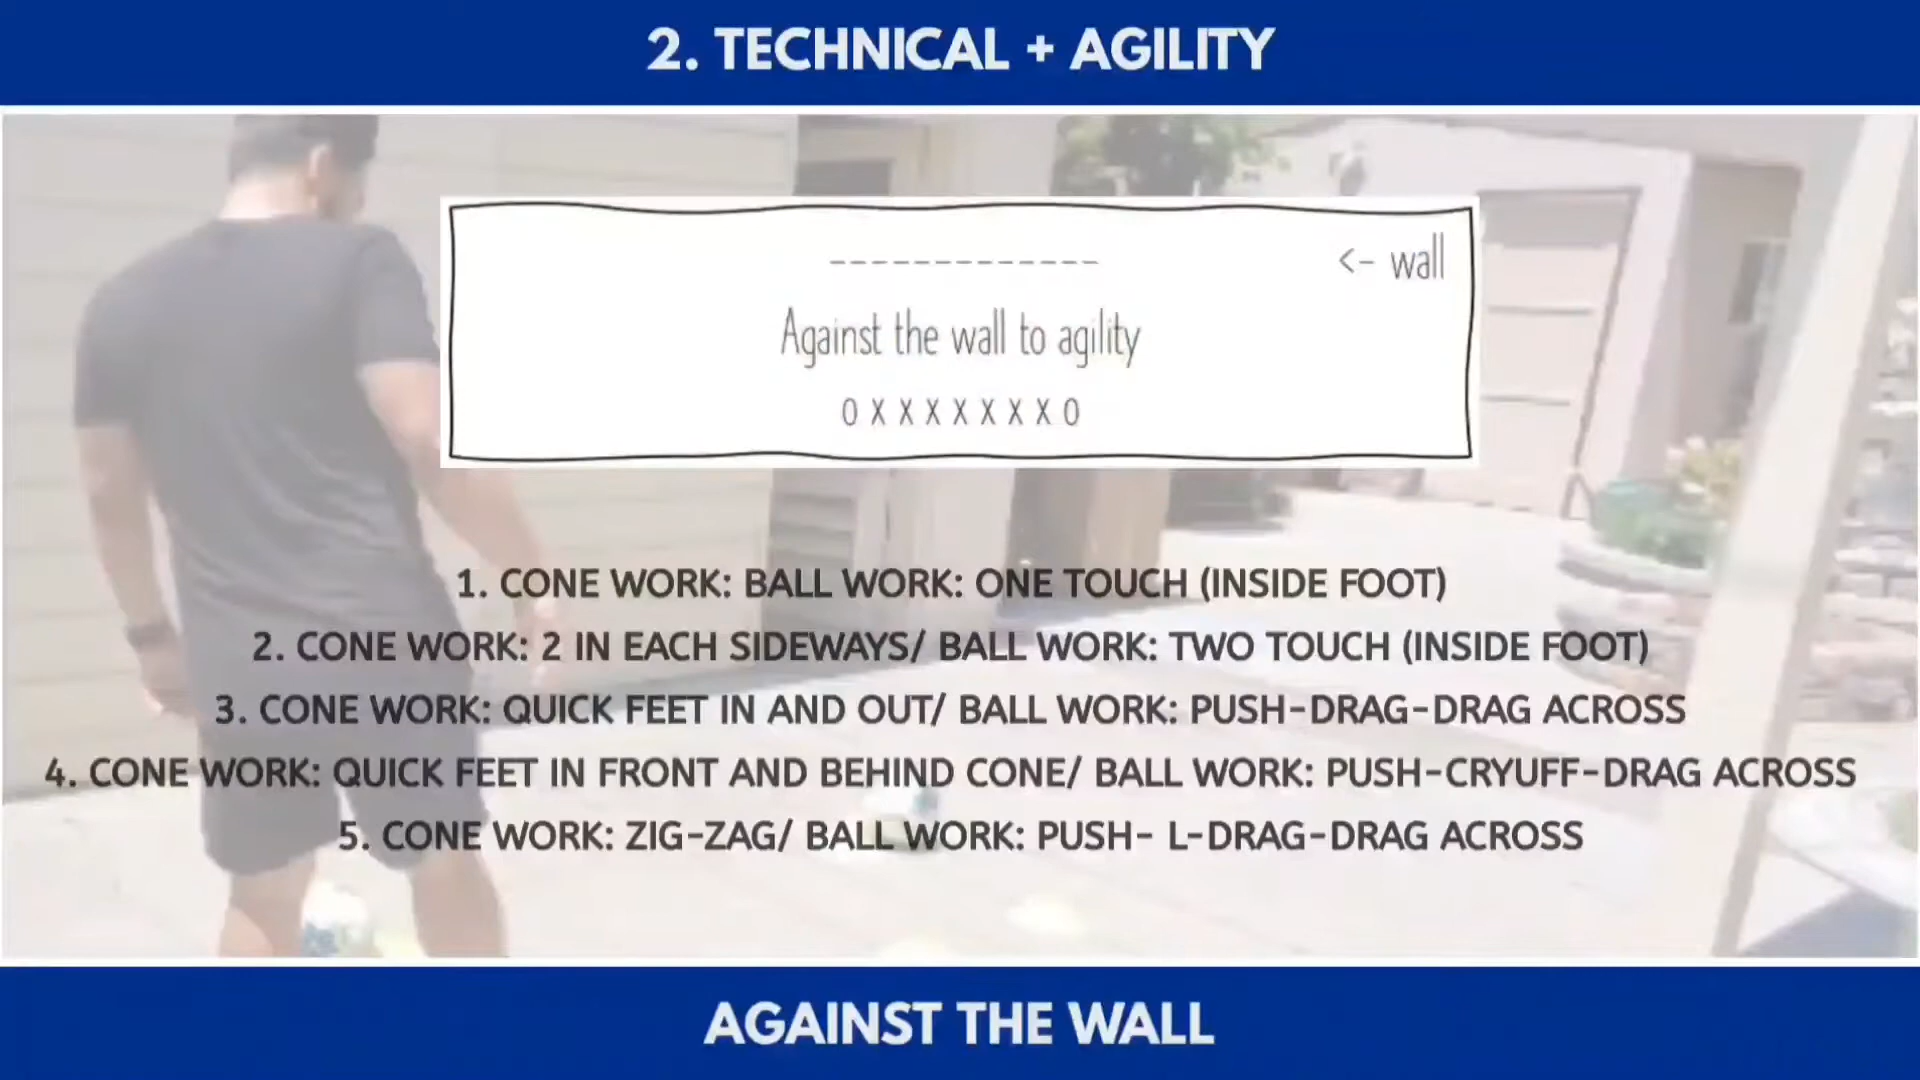 2. TECHNICAL + AGILITY
------------- <- wall
Against the wall to agility
O X X X X X X X O
1. CONE WORK: BALL WORK: ONE TOUCH (INSIDE FOOT)
2. CONE WORK: 2 IN EACH SIDEWAYS/ BALL WORK: TWO TOUCH (INSIDE FOOT)
3. CONE WORK: QUICK FEET IN AND OUT/ BALL WORK: PUSH-DRAG-DRAG ACROSS
4. CONE WORK: QUICK FEET IN FRONT AND BEHIND CONE/ BALL WORK: PUSH-CRYUFF-DRAG ACROSS
5. CONE WORK: ZIG-ZAG/ BALL WORK: PUSH- L-DRAG-DRAG ACROSS
AGAINST THE WALL